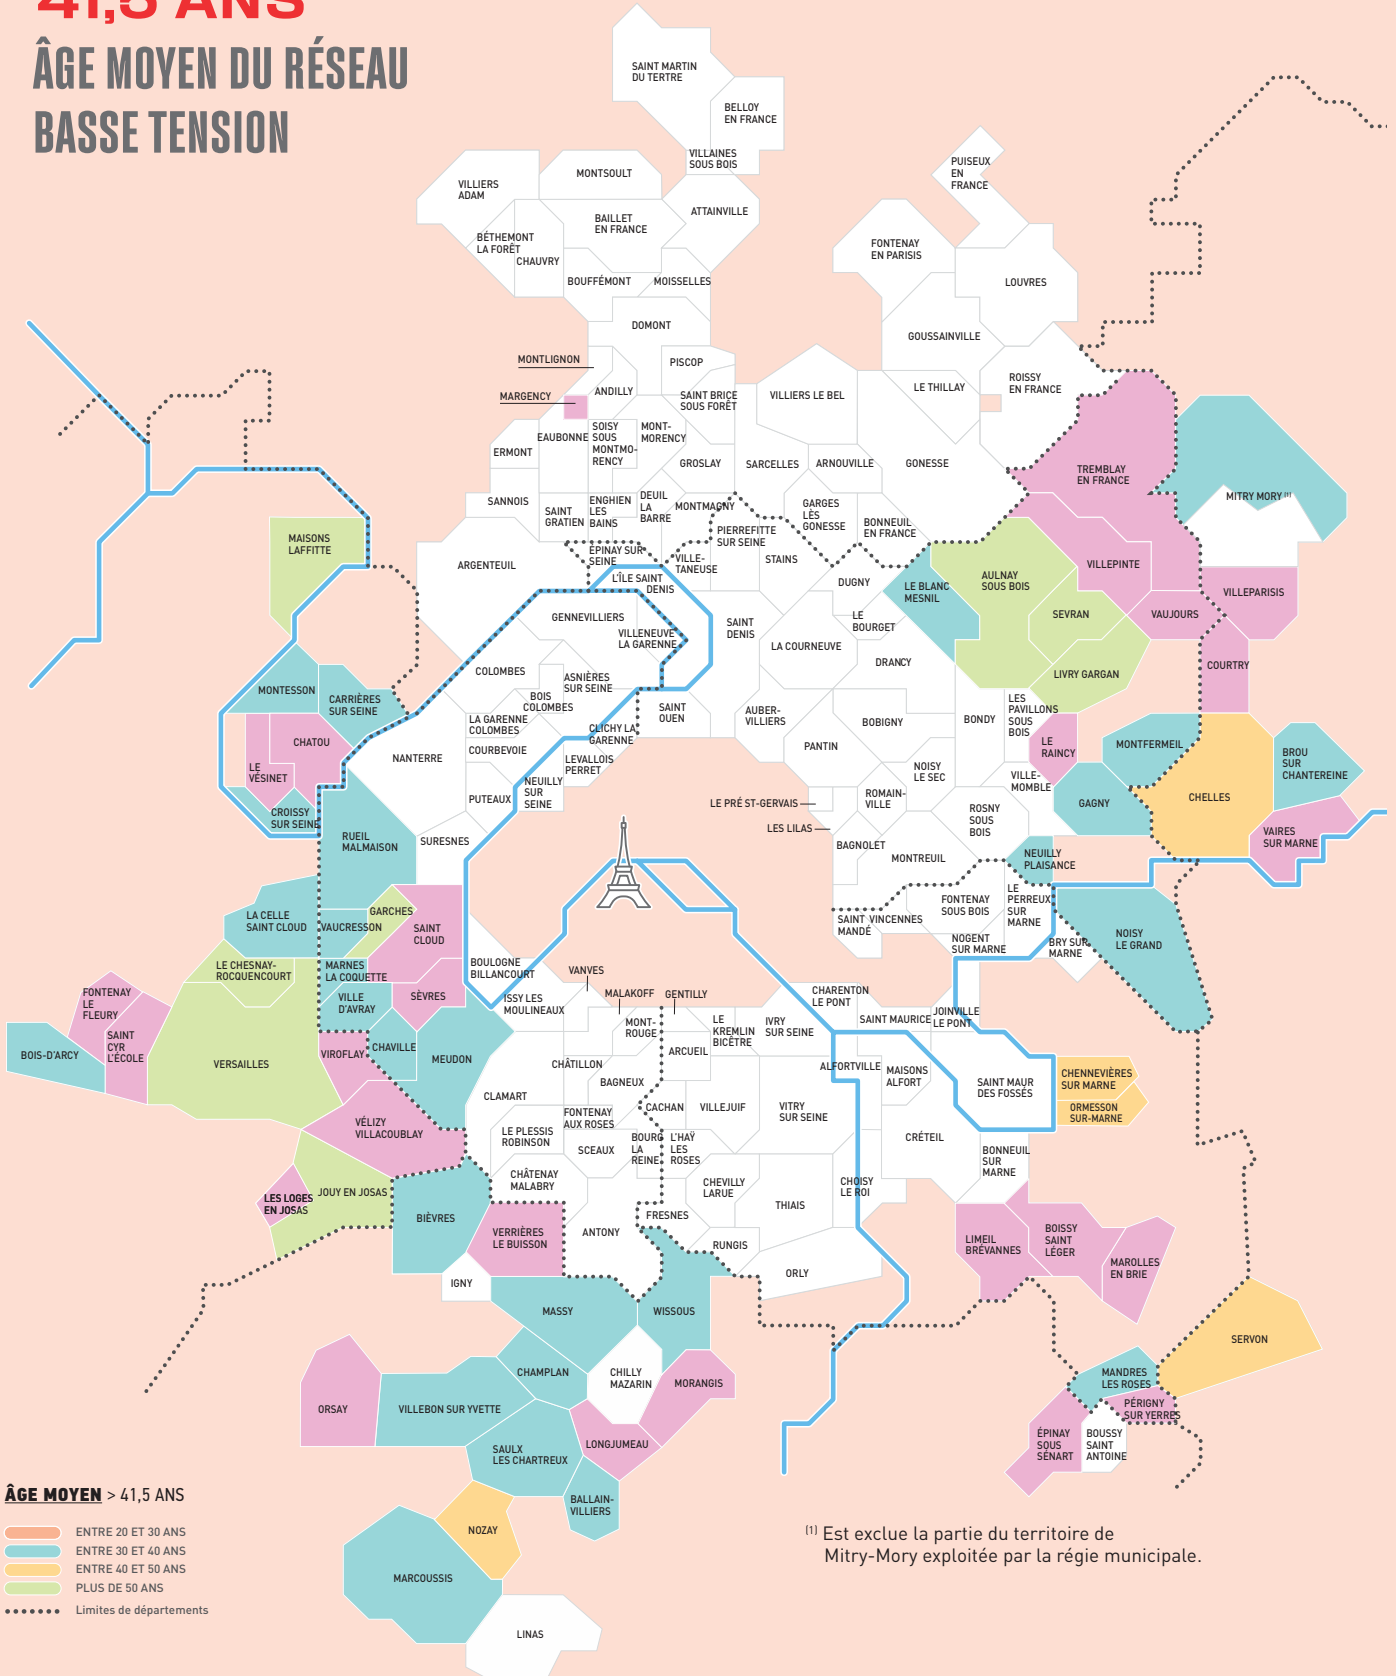 41,5 ANS
ÂGE MOYEN DU RÉSEAU
BASSE TENSION
SAINT MARTIN
DU TERTRE
BELLOY
EN FRANCE
VILLAINES
SOUS BOIS
PUISEUX
EN
FRANCE
MONTSOULT
VILLIERS
ADAM
ATTAINVILLE
BAILLET
EN FRANCE
BÉTHEMONT
LA FORÊT
CHAUVRY
FONTENAY
EN PARISIS
BOUFFÉMONT
MOISSELLES
LOUVRES
DOMONT
GOUSSAINVILLE
MONTLIGNON
PISCOP
ANDILLY
MARGENCY
SAINT BRICE
SOUS FORÊT
VILLIERS LE BEL
LE THILLAY
ROISSY
EN FRANCE
EAUBONNE
SOISY
SOUS
MONTMO-
RENCY
MONT-
MORENCY
ERMONT
GROSLAY
SARCELLES
ARNOUVILLE
GONESSE
TREMBLAY
EN FRANCE
MITRY MORY (1)
SANNOIS
SAINT
GRATIEN
ENGHIEN
LES
BAINS
DEUIL
LA
BARRE
MONTMAGNY
GARGES
LÈS
GONESSE
BONNEUIL
EN FRANCE
MAISONS
LAFFITTE
ARGENTEUIL
ÉPINAY SUR
SEINE
VILLE-
TANEUSE
PIERREFITTE
SUR SEINE
STAINS
L'ÎLE SAINT
DENIS
DUGNY
LE BLANC
MESNIL
AULNAY
SOUS BOIS
VILLEPINTE
VILLEPARISIS
GENNEVILLIERS
VILLENEUVE
LA GARENNE
SAINT
DENIS
LE
BOURGET
SEVRAN
VAUJOURS
LA COURNEUVE
DRANCY
LIVRY GARGAN
COURTRY
COLOMBES
ASNIÈRES
SUR SEINE
BOIS
COLOMBES
MONTESSON
CARRIÈRES
SUR SEINE
LA GARENNE
COLOMBES
CLICHY LA
GARENNE
SAINT
OUEN
AUBER-
VILLIERS
BOBIGNY
BONDY
LES
PAVILLONS
SOUS
BOIS
LE
RAINCY
MONTFERMEIL
BROU
SUR
CHANTEREINE
CHATOU
COURBEVOIE
PANTIN
NANTERRE
LEVALLOIS
PERRET
LE
VÉSINET
NOISY
LE SEC
VILLE-
MOMBLE
NEUILLY
SUR
SEINE
PUTEAUX
LE PRÉ ST-GERVAIS
ROMAIN-
VILLE
GAGNY
CHELLES
CROISSY
SUR SEINE
ROSNY
SOUS
BOIS
LES LILAS
VAIRES
SUR MARNE
RUEIL
MALMAISON
SURESNES
BAGNOLET
MONTREUIL
NEUILLY
PLAISANCE
LA CELLE
SAINT CLOUD
GARCHES
VAUCRESSON
SAINT
CLOUD
SAINT
MANDÉ
VINCENNES
FONTENAY
SOUS BOIS
LE
PERREUX
SUR
MARNE
NOGENT
SUR MARNE
BRY SUR
MARNE
NOISY
LE GRAND
LE CHESNAY-
ROCQUENCOURT
MARNES
LA COQUETTE
BOULOGNE
BILLANCOURT
VANVES
MALAKOFF
GENTILLY
CHARENTON
LE PONT
FONTENAY
LE
FLEURY
VILLE
D'AVRAY
SÈVRES
ISSY LES
MOULINEAUX
MONT-
ROUGE
LE
KREMLIN
BICÊTRE
IVRY
SUR SEINE
SAINT MAURICE
JOINVILLE
LE PONT
SAINT
CYR
L'ÉCOLE
BOIS-D'ARCY
VERSAILLES
VIROFLAY
CHAVILLE
MEUDON
CHÂTILLON
ARCUEIL
ALFORTVILLE
MAISONS
ALFORT
SAINT MAUR
DES FOSSÉS
CHENNEVIÈRES
SUR MARNE
BAGNEUX
CLAMART
CACHAN
VILLEJUIF
VITRY
SUR SEINE
ORMESSON
SUR-MARNE
VÉLIZY
VILLACOUBLAY
FONTENAY
AUX ROSES
LE PLESSIS
ROBINSON
SCEAUX
BOURG
LA
REINE
L'HAŸ
LES
ROSES
CRÉTEIL
BONNEUIL
SUR
MARNE
CHÂTENAY
MALABRY
CHEVILLY
LARUE
CHOISY
LE ROI
LES LOGES
EN JOSAS
JOUY EN JOSAS
THIAIS
BIÈVRES
VERRIÈRES
LE BUISSON
ANTONY
FRESNES
RUNGIS
LIMEIL
BRÉVANNES
BOISSY
SAINT
LÉGER
MAROLLES
EN BRIE
IGNY
ORLY
MASSY
WISSOUS
SERVON
CHAMPLAN
CHILLY
MAZARIN
MORANGIS
MANDRES
LES ROSES
ORSAY
VILLEBON SUR YVETTE
PÉRIGNY
SUR YERRES
LONGJUMEAU
ÉPINAY
SOUS
SÉNART
BOUSSY
SAINT
ANTOINE
SAULX
LES CHARTREUX
BALLAIN-
VILLIERS
NOZAY
MARCOUSSIS
LINAS
ÂGE MOYEN > 41,5 ANS
ENTRE 20 ET 30 ANS
ENTRE 30 ET 40 ANS
ENTRE 40 ET 50 ANS
PLUS DE 50 ANS
Limites de départements
(1) Est exclue la partie du territoire de
Mitry-Mory exploitée par la régie municipale.